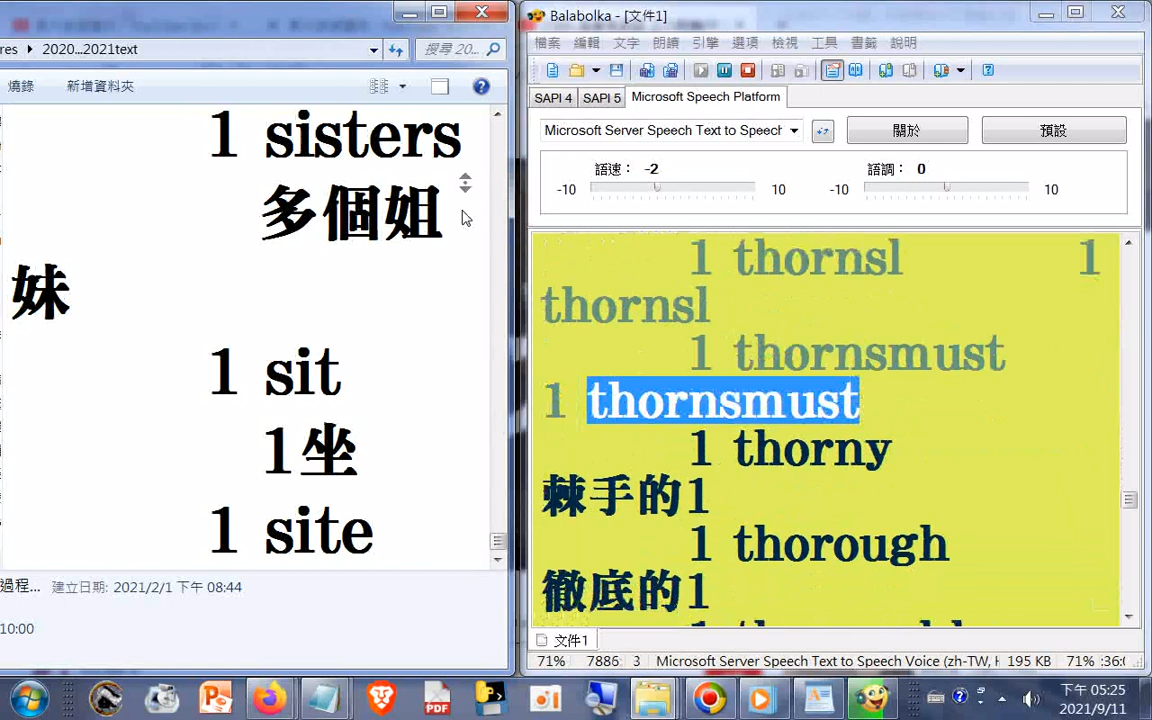 res ▸ 2020...2021text
搜尋 20...
燒錄 新增資料夾
1 sisters
多個姐
妹
1 sit
1坐
1 site
過程... 建立日期: 2021/2/1 下午 08:44
10:00
Balabolka - [文件1]
檔案 編輯 文字 朗讀 引擎 選項 檢視 工具 書籤 說明
SAPI 4 SAPI 5 Microsoft Speech Platform
Microsoft Server Speech Text to Speech 關於 預設
語速： -2 語調： 0
-10 10 -10 10
1 thornsl 1
thornsl
1 thornsmust
1 thornsmust
1 thorny
棘手的1
1 thorough
徹底的1
文件1
71% 7886: 3 Microsoft Server Speech Text to Speech Voice (zh-TW, H 195 KB 71% :36:0
PDF
下午 05:25
2021/9/11